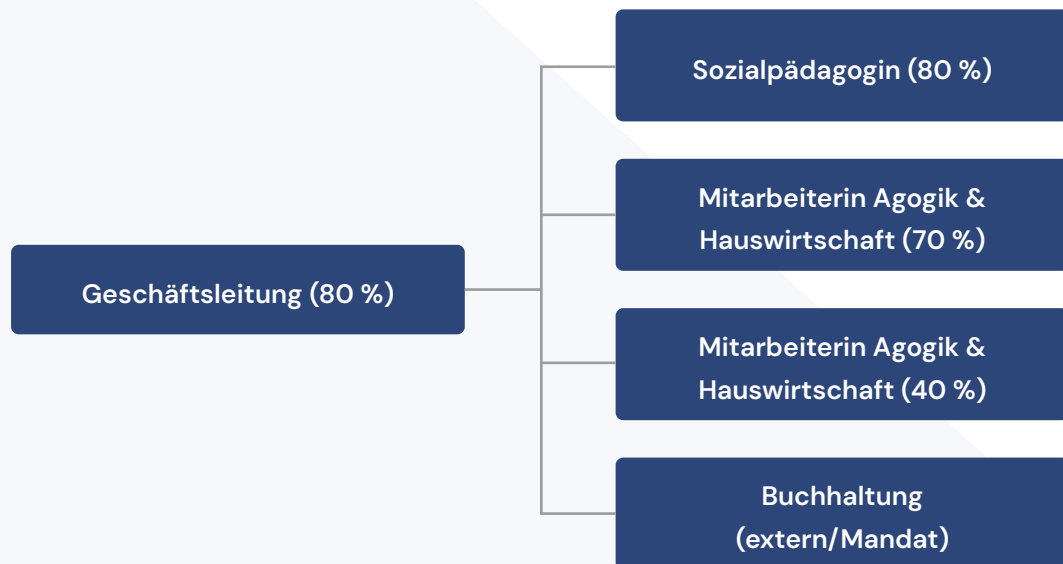 Sozialpädagogin (80 %)
Mitarbeiterin Agogik &
Hauswirtschaft (70 %)
Geschäftsleitung (80 %)
Mitarbeiterin Agogik &
Hauswirtschaft (40 %)
Buchhaltung
(extern/Mandat)